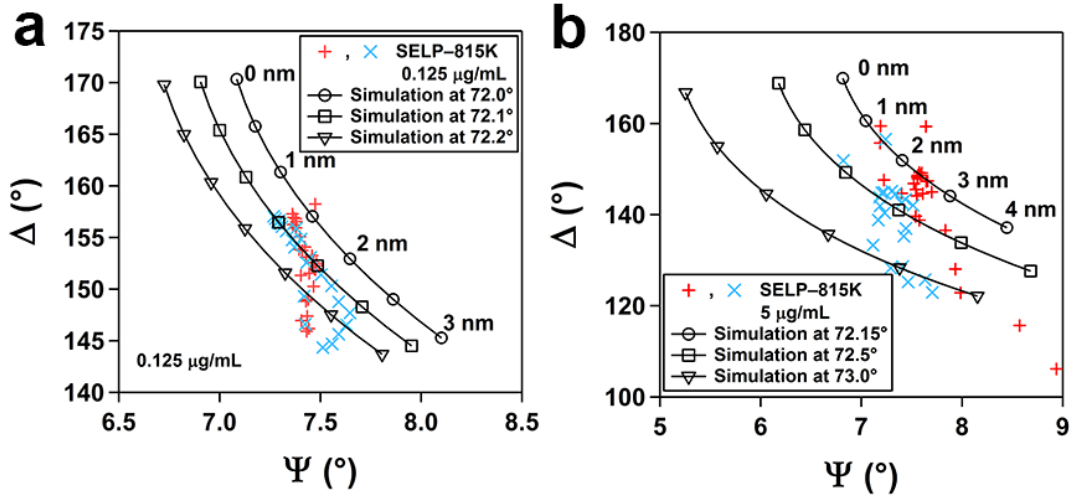 a
175
170
165
160
155
150
145
140
Δ (°)
6.5
7.0
7.5
8.0
8.5
Ψ (°)
0 nm
1 nm
2 nm
3 nm
+ , × SELP–815K
0.125 μg/mL
Simulation at 72.0°
Simulation at 72.1°
Simulation at 72.2°
0.125 μg/mL
b
180
160
140
120
100
Δ (°)
5
6
7
8
9
Ψ (°)
0 nm
1 nm
2 nm
3 nm
4 nm
+ , × SELP–815K
5 μg/mL
Simulation at 72.15°
Simulation at 72.5°
Simulation at 73.0°